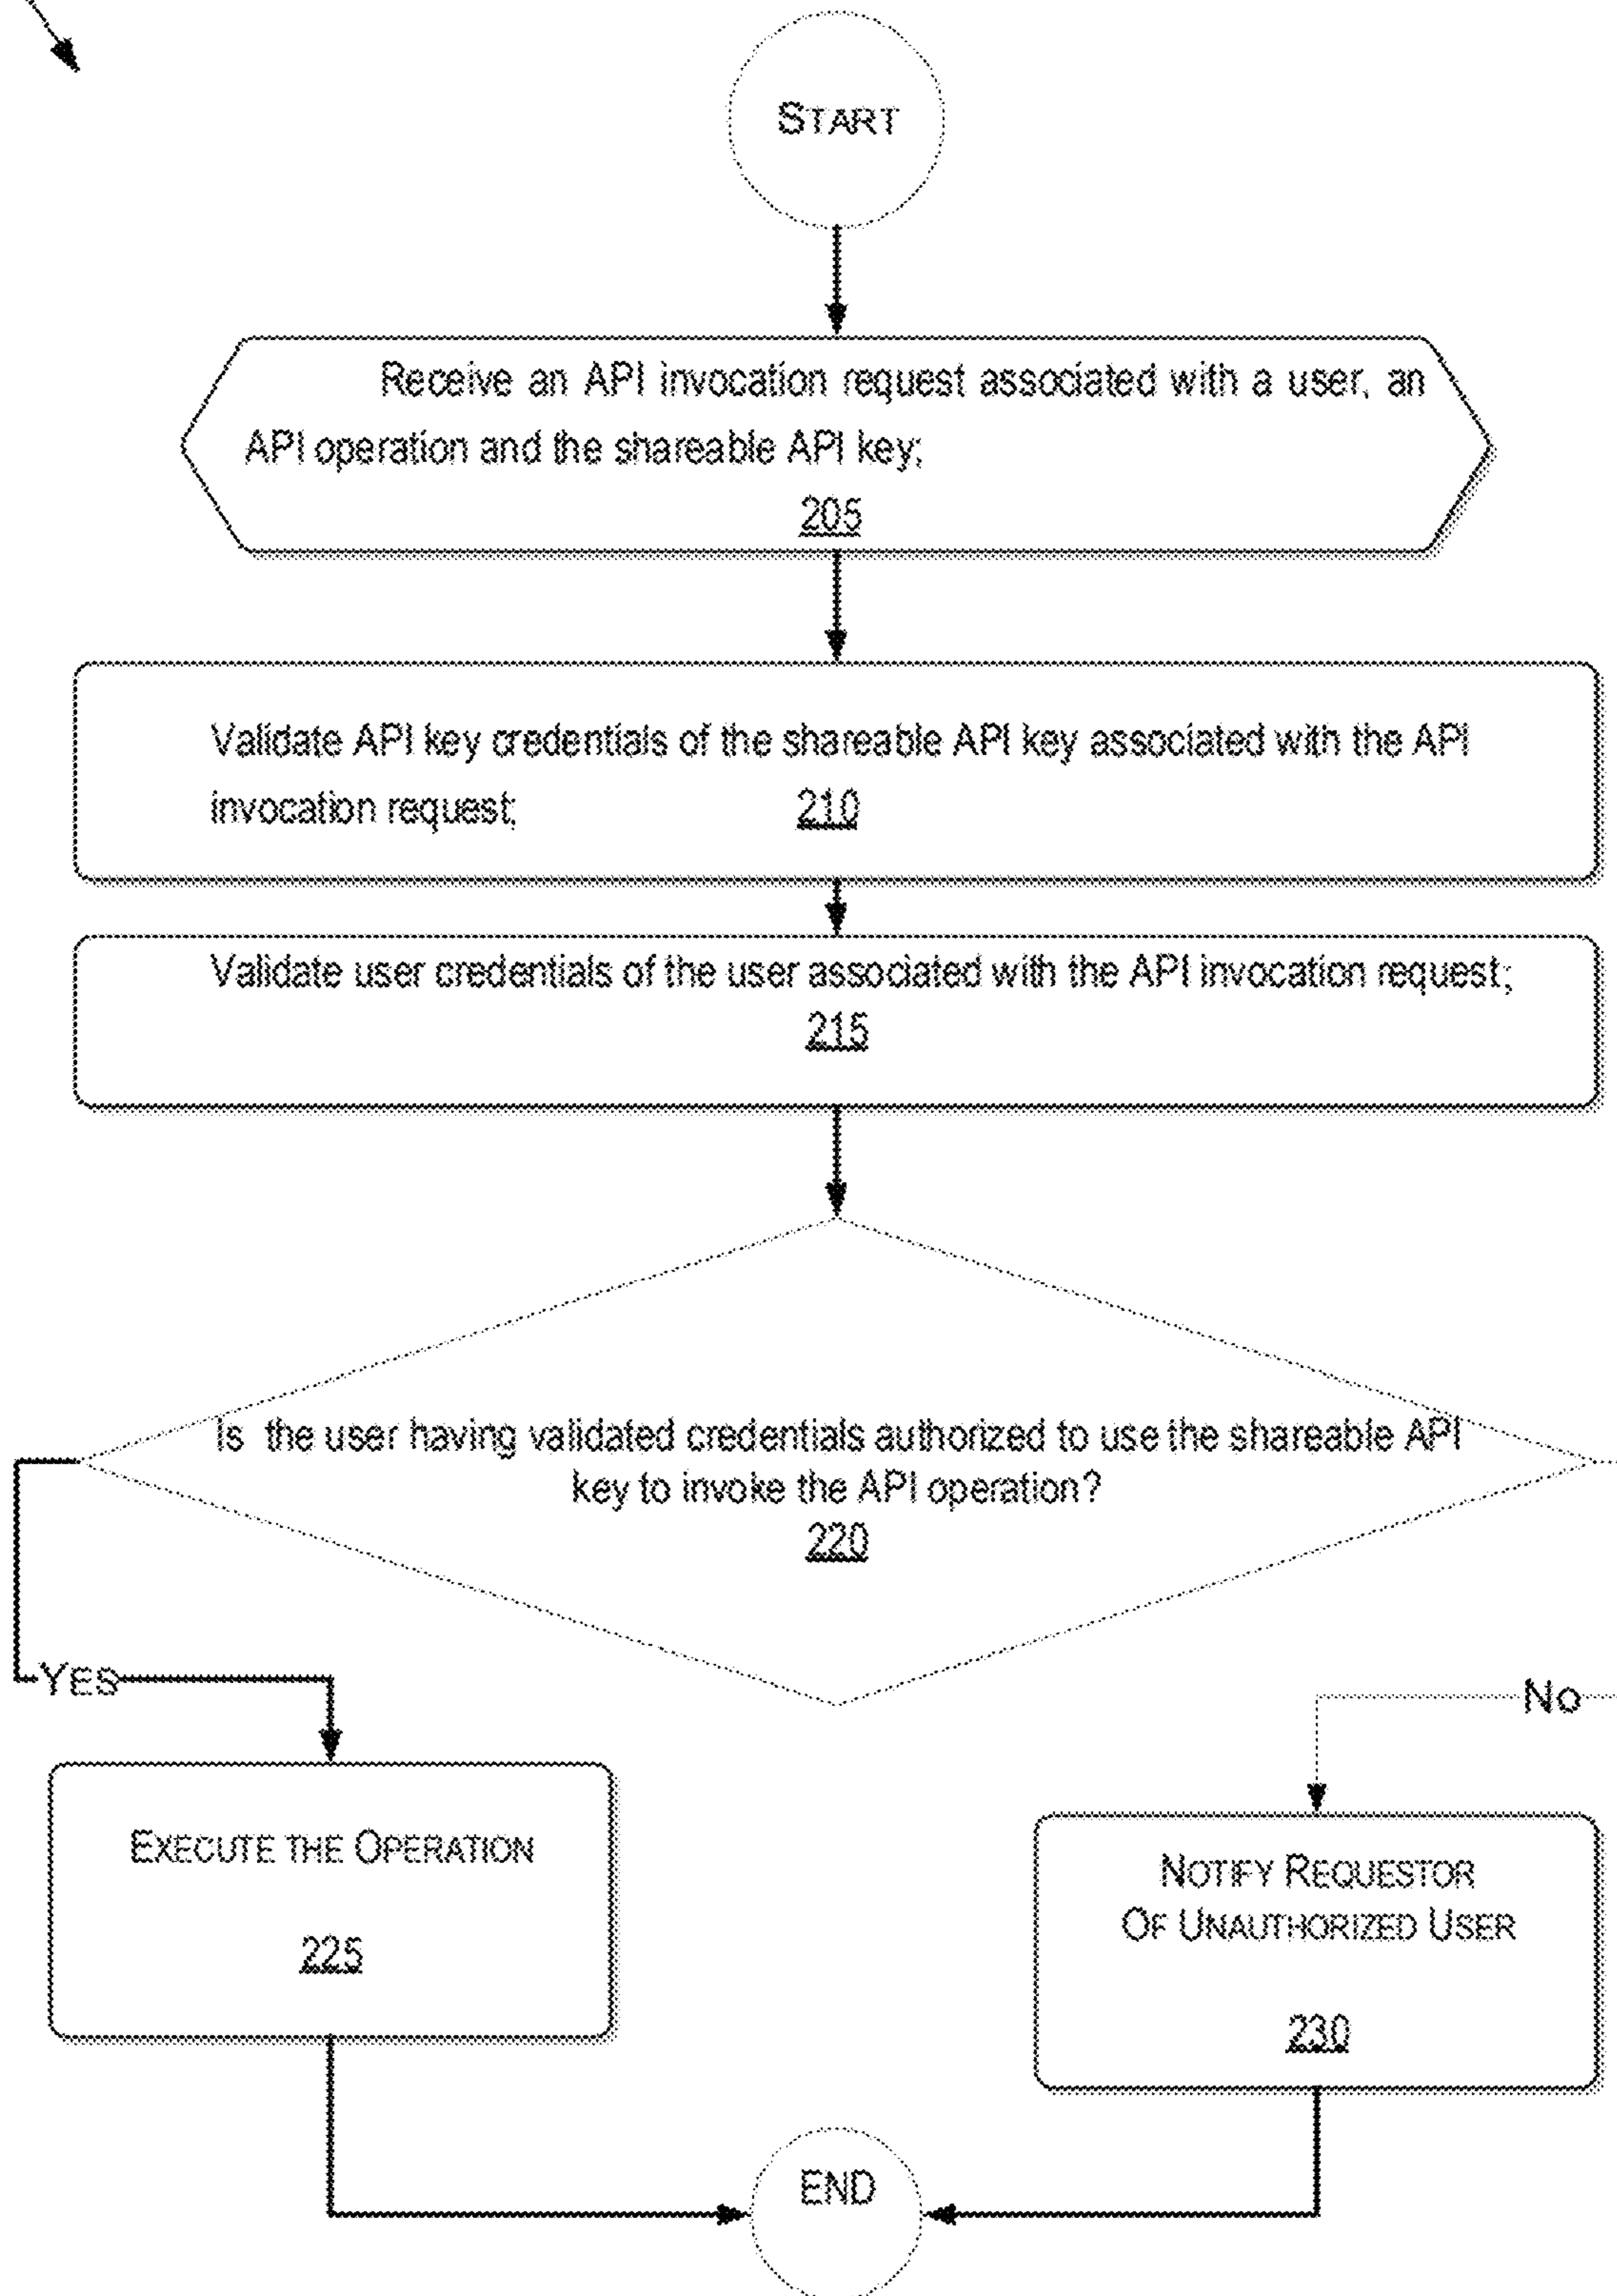 START
Receive an API invocation request associated with a user, an
API operation and the shareable API key;
205
Validate API key credentials of the shareable API key associated with the API
invocation request; 210
Validate user credentials of the user associated with the API invocation request;
215
Is the user having validated credentials authorized to use the shareable API
key to invoke the API operation?
220
YES
NO
EXECUTE THE OPERATION
225
NOTIFY REQUESTOR
OF UNAUTHORIZED USER
230
END